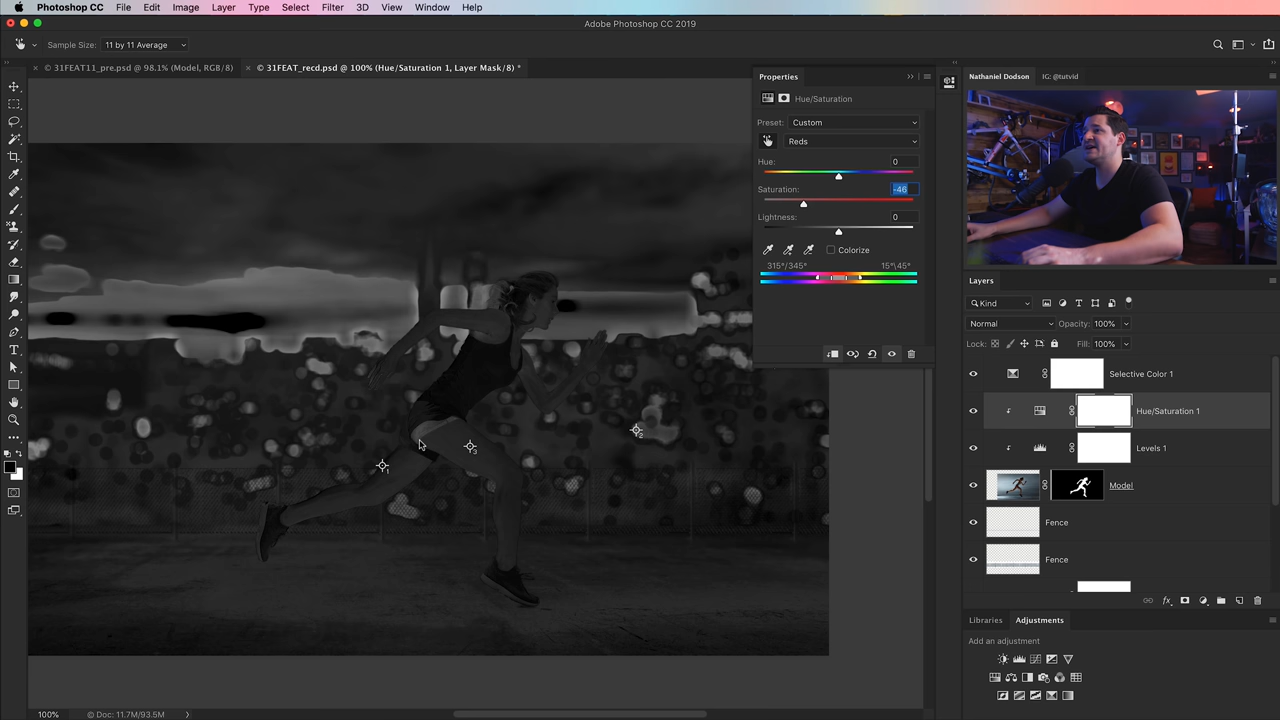 Photoshop CC File Edit Image Layer Type Select Filter 3D View Window Help
Adobe Photoshop CC 2019
Sample Size: 11 by 11 Average
© 31FEAT11_pre.psd @ 98.1% (Model, RGB/8)
© 31FEAT_recd.psd @ 100% (Hue/Saturation 1, Layer Mask/8) *
Properties
Hue/Saturation
Preset: Custom
Reds
Hue: 0
Saturation: -46
Lightness: 0
Colorize
315°/345° 15°\45°
1
2
3
Nathaniel Dodson IG: @tutvid
Layers
Kind
Normal Opacity: 100%
Lock: Fill: 100%
Selective Color 1
Hue/Saturation 1
Levels 1
Model
Fence
Fence
fx
Libraries Adjustments
Add an adjustment
100% © Doc: 11.7M/93.5M